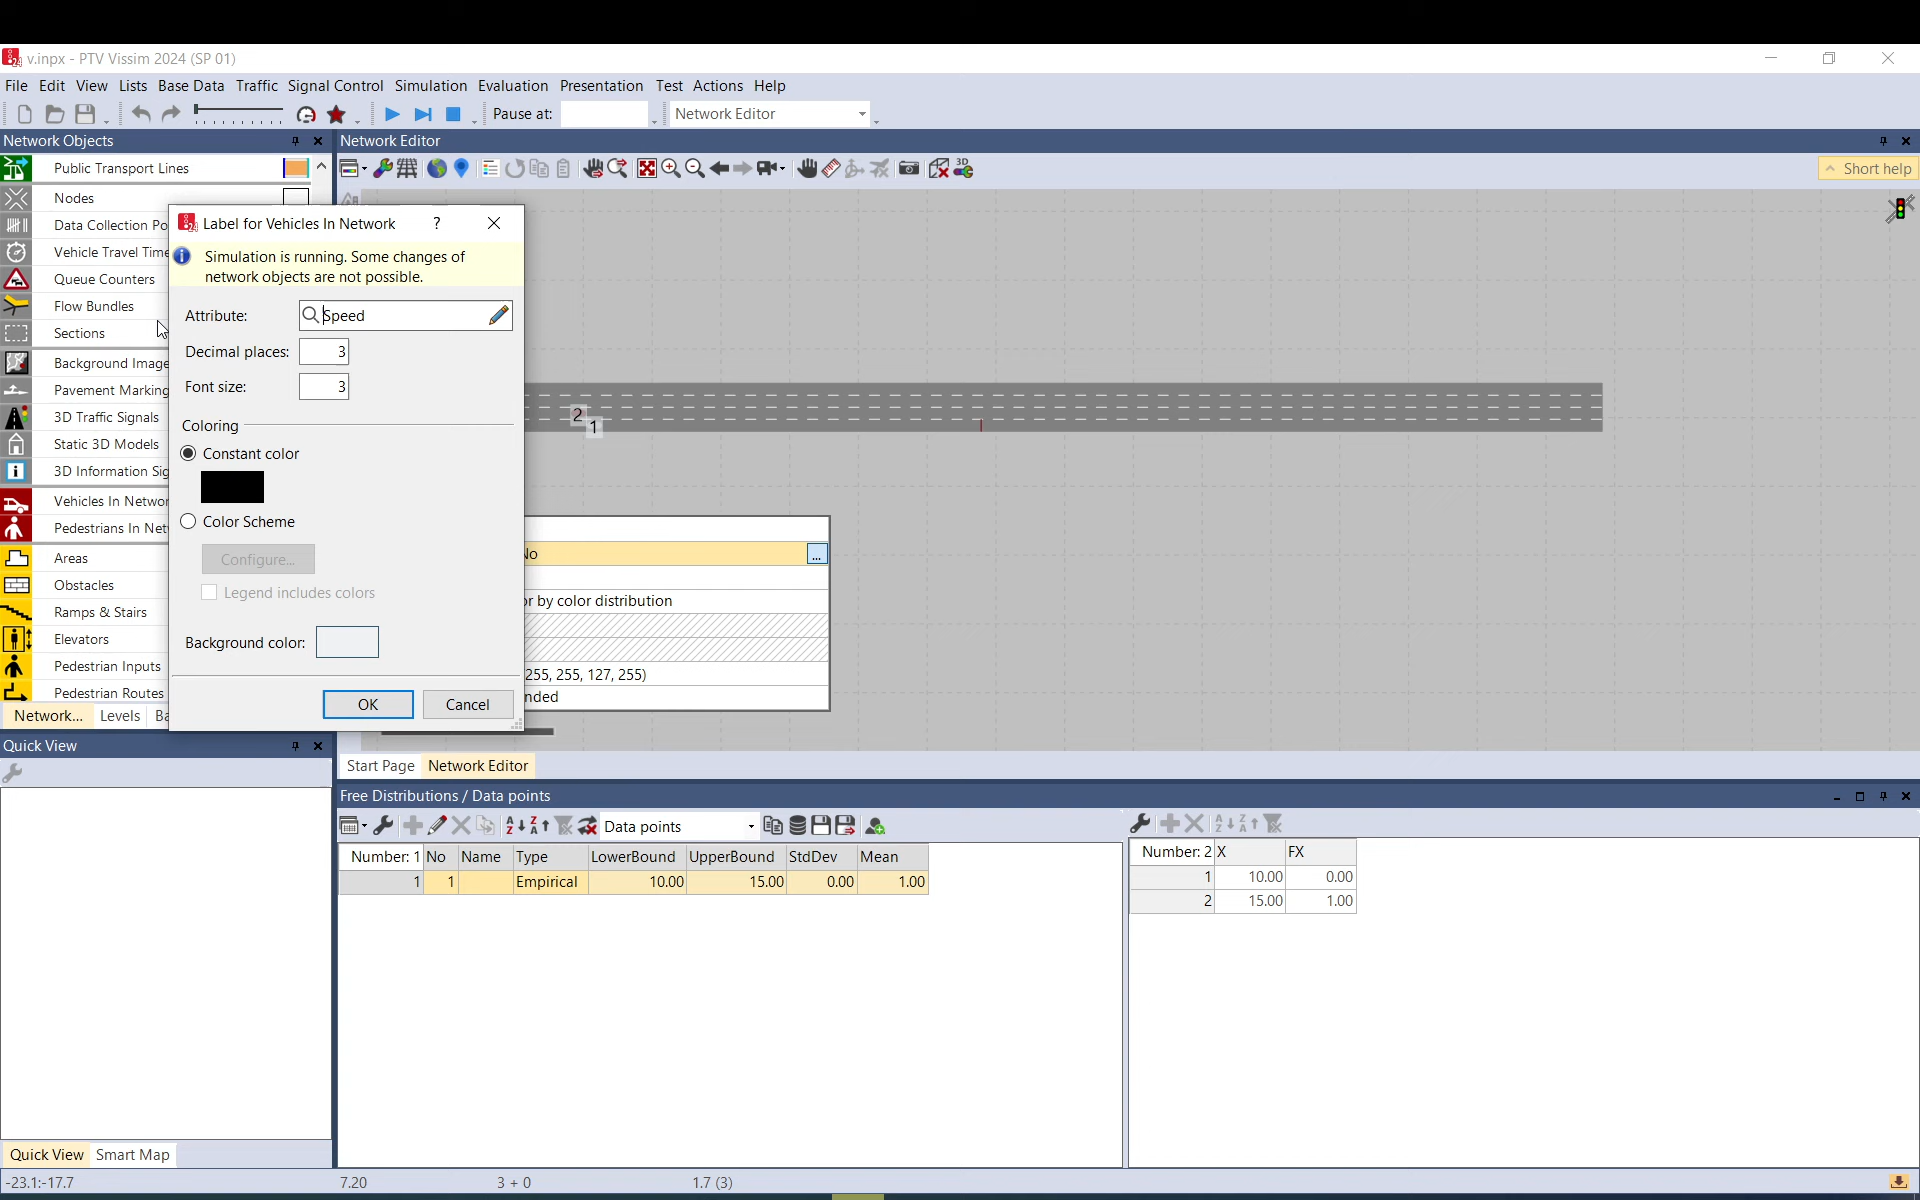 v.inpx - PTV Vissim 2024 (SP 01)
File Edit View Lists Base Data Traffic Signal Control Simulation Evaluation Presentation Test Actions Help
Pause at: Network Editor
Network Objects
Network Editor
Short help
Public Transport Lines
Nodes
Data Collection Po
Vehicle Travel Time
Queue Counters
Flow Bundles
Sections
Background Image
Pavement Marking
3D Traffic Signals
Static 3D Models
3D Information Sig
Vehicles In Networ
Pedestrians In Net
Areas
Obstacles
Ramps & Stairs
Elevators
Pedestrian Inputs
Pedestrian Routes
Network... Levels Ba
Label for Vehicles In Network ?
Simulation is running. Some changes of
network objects are not possible.
Attribute: Speed
Decimal places: 3
Font size: 3
Coloring
Constant color
Color Scheme
Configure...
Legend includes colors
Background color:
OK Cancel
2
1
No ...
or by color distribution
255, 255, 127, 255)
nded
Quick View
Start Page Network Editor
Free Distributions / Data points
Data points
Number: 1 No Name Type LowerBound UpperBound StdDev Mean
1 1 Empirical 10.00 15.00 0.00 1.00
Number: 2 X FX
1 10.00 0.00
2 15.00 1.00
Quick View Smart Map
-23.1:-17.7 7.20 3 + 0 1.7 (3)